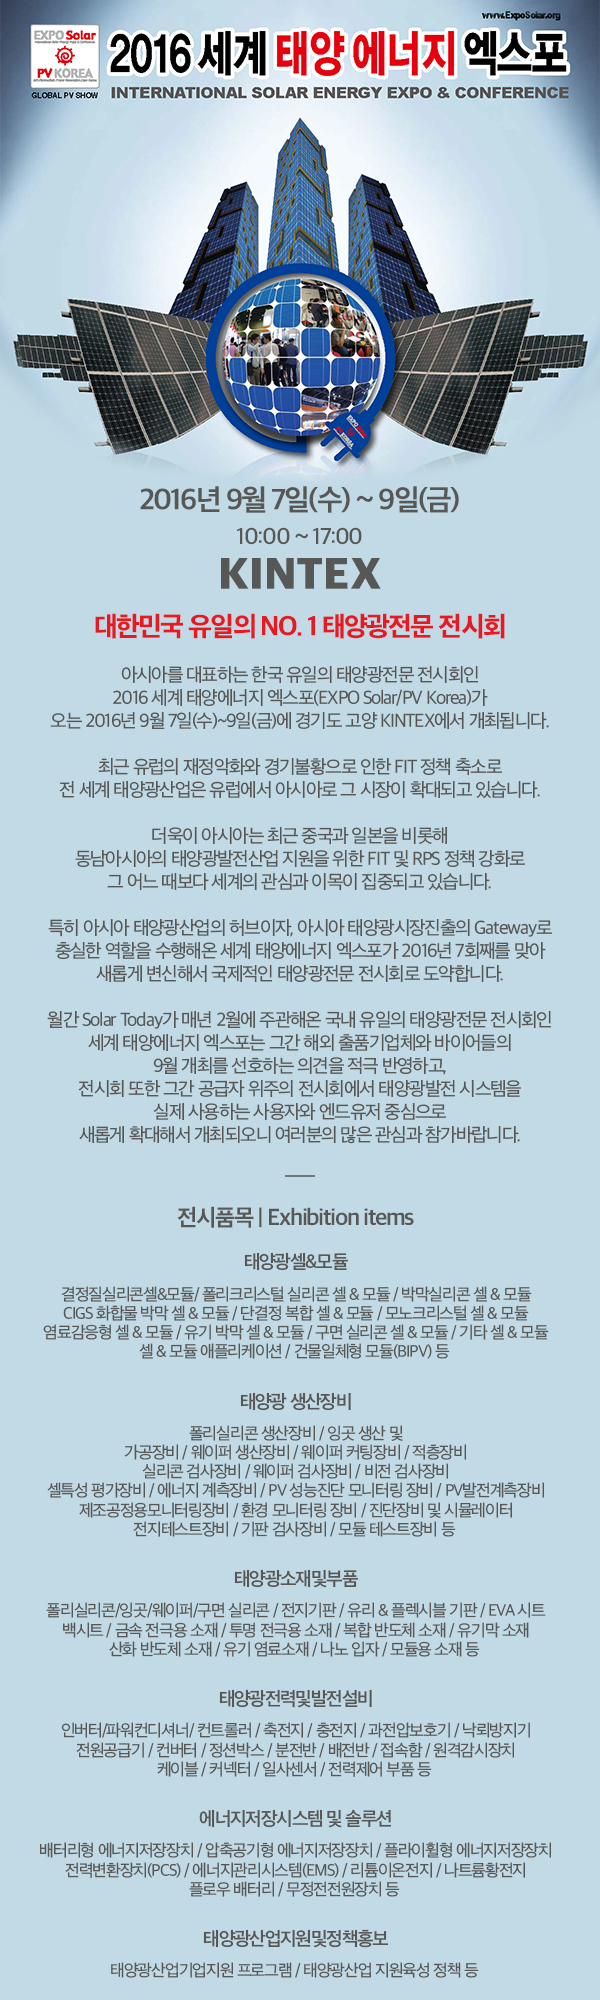 www.ExpoSolar.org
EXPO Solar
PV KOREA
GLOBAL PV SHOW
2016 세계 태양 에너지 엑스포
INTERNATIONAL SOLAR ENERGY EXPO & CONFERENCE
EXPO Solar
PV KOREA
2016년 9월 7일(수) ~ 9일(금)
10:00 ~ 17:00
KINTEX
대한민국 유일의 NO. 1 태양광전문 전시회
아시아를 대표하는 한국 유일의 태양광전문 전시회인
2016 세계 태양에너지 엑스포(EXPO Solar/PV Korea)가
오는 2016년 9월 7일(수)~9일(금)에 경기도 고양 KINTEX에서 개최됩니다.
최근 유럽의 재정악화와 경기불황으로 인한 FIT 정책 축소로
전 세계 태양광산업은 유럽에서 아시아로 그 시장이 확대되고 있습니다.
더욱이 아시아는 최근 중국과 일본을 비롯해
동남아시아의 태양광발전산업 지원을 위한 FIT 및 RPS 정책 강화로
그 어느 때보다 세계의 관심과 이목이 집중되고 있습니다.
특히 아시아 태양광산업의 허브이자, 아시아 태양광시장진출의 Gateway로
충실한 역할을 수행해온 세계 태양에너지 엑스포가 2016년 7회째를 맞아
새롭게 변신해서 국제적인 태양광전문 전시회로 도약합니다.
월간 Solar Today가 매년 2월에 주관해온 국내 유일의 태양광전문 전시회인
세계 태양에너지 엑스포는 그간 해외 출품기업체와 바이어들의
9월 개최를 선호하는 의견을 적극 반영하고,
전시회 또한 그간 공급자 위주의 전시회에서 태양광발전 시스템을
실제 사용하는 사용자와 엔드유저 중심으로
새롭게 확대해서 개최되오니 여러분의 많은 관심과 참가바랍니다.
전시품목 | Exhibition items
태양광셀&모듈
결정질실리콘셀&모듈/ 폴리크리스털 실리콘 셀 & 모듈 / 박막실리콘 셀 & 모듈
CIGS 화합물 박막 셀 & 모듈 / 단결정 복합 셀 & 모듈 / 모노크리스털 셀 & 모듈
염료감응형 셀 & 모듈 / 유기 박막 셀 & 모듈 / 구면 실리콘 셀 & 모듈 / 기타 셀 & 모듈
셀 & 모듈 애플리케이션 / 건물일체형 모듈(BIPV) 등
태양광 생산장비
폴리실리콘 생산장비 / 잉곳 생산 및
가공장비 / 웨이퍼 생산장비 / 웨이퍼 커팅장비 / 적층장비
실리콘 검사장비 / 웨이퍼 검사장비 / 비전 검사장비
셀특성 평가장비 / 에너지 계측장비 / PV 성능진단 모니터링 장비 / PV발전계측장비
제조공정용모니터링장비 / 환경 모니터링 장비 / 진단장비 및 시뮬레이터
전지테스트장비 / 기판 검사장비 / 모듈 테스트장비 등
태양광소재및부품
폴리실리콘/잉곳/웨이퍼/구면 실리콘 / 전지기판 / 유리 & 플렉시블 기판 / EVA 시트
백시트 / 금속 전극용 소재 / 투명 전극용 소재 / 복합 반도체 소재 / 유기막 소재
산화 반도체 소재 / 유기 염료소재 / 나노 입자 / 모듈용 소재 등
태양광전력및발전설비
인버터/파워컨디셔너/ 컨트롤러 / 축전지 / 충전지 / 과전압보호기 / 낙뢰방지기
전원공급기 / 컨버터 / 정션박스 / 분전반 / 배전반 / 접속함 / 원격감시장치
케이블 / 커넥터 / 일사센서 / 전력제어 부품 등
에너지저장시스템 및 솔루션
배터리형 에너지저장장치 / 압축공기형 에너지저장장치 / 플라이휠형 에너지저장장치
전력변환장치(PCS) / 에너지관리시스템(EMS) / 리튬이온전지 / 나트륨황전지
플로우 배터리 / 무정전전원장치 등
태양광산업지원및정책홍보
태양광산업기업지원 프로그램 / 태양광산업 지원육성 정책 등